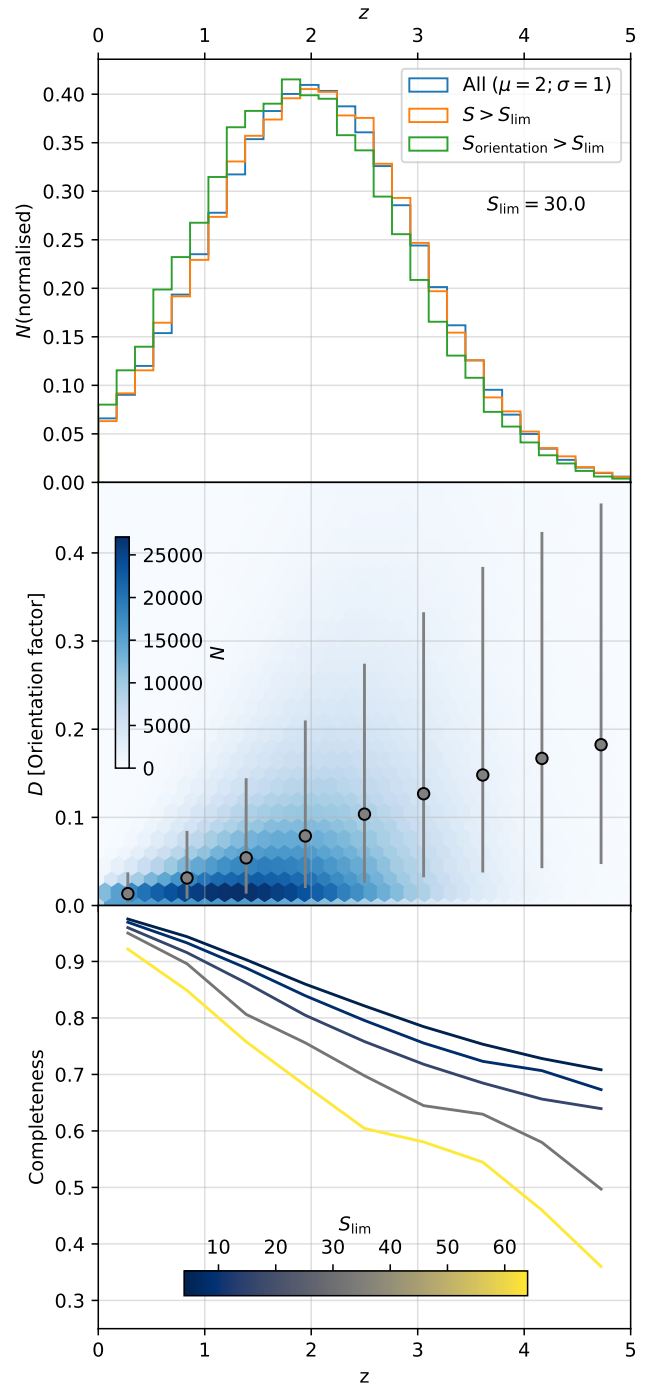 z
0 1 2 3 4 5
0.40
0.35
0.30
0.25
0.20
0.15
0.10
0.05
0.00
N(normalised)
All (μ = 2; σ = 1)
S > S_lim
S_orientation > S_lim
S_lim = 30.0
0.4
0.3
0.2
0.1
0.0
D [Orientation factor]
25000
20000
15000
10000
5000
0
N
0.9
0.8
0.7
0.6
0.5
0.4
0.3
Completeness
S_lim
10 20 30 40 50 60
0 1 2 3 4 5
z